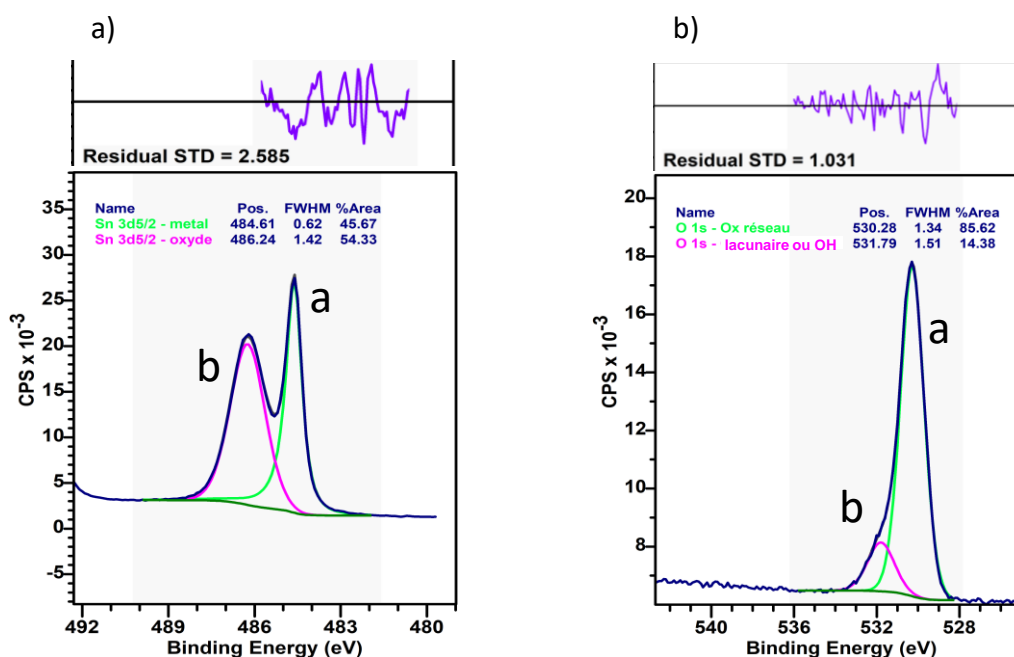 a)
b)
Residual STD = 2.585
Residual STD = 1.031
Name Pos. FWHM %Area
Sn 3d5/2 - metal 484.61 0.62 45.67
Sn 3d5/2 - oxyde 486.24 1.42 54.33
a
b
35
30
25
20
15
10
5
0
-5
CPS x 10⁻³
492 489 486 483 480
Binding Energy (eV)
Name Pos. FWHM %Area
O 1s - Ox réseau 530.28 1.34 85.62
O 1s - lacunaire ou OH 531.79 1.51 14.38
a
b
20
18
16
14
12
10
8
CPS x 10⁻³
540 536 532 528
Binding Energy (eV)